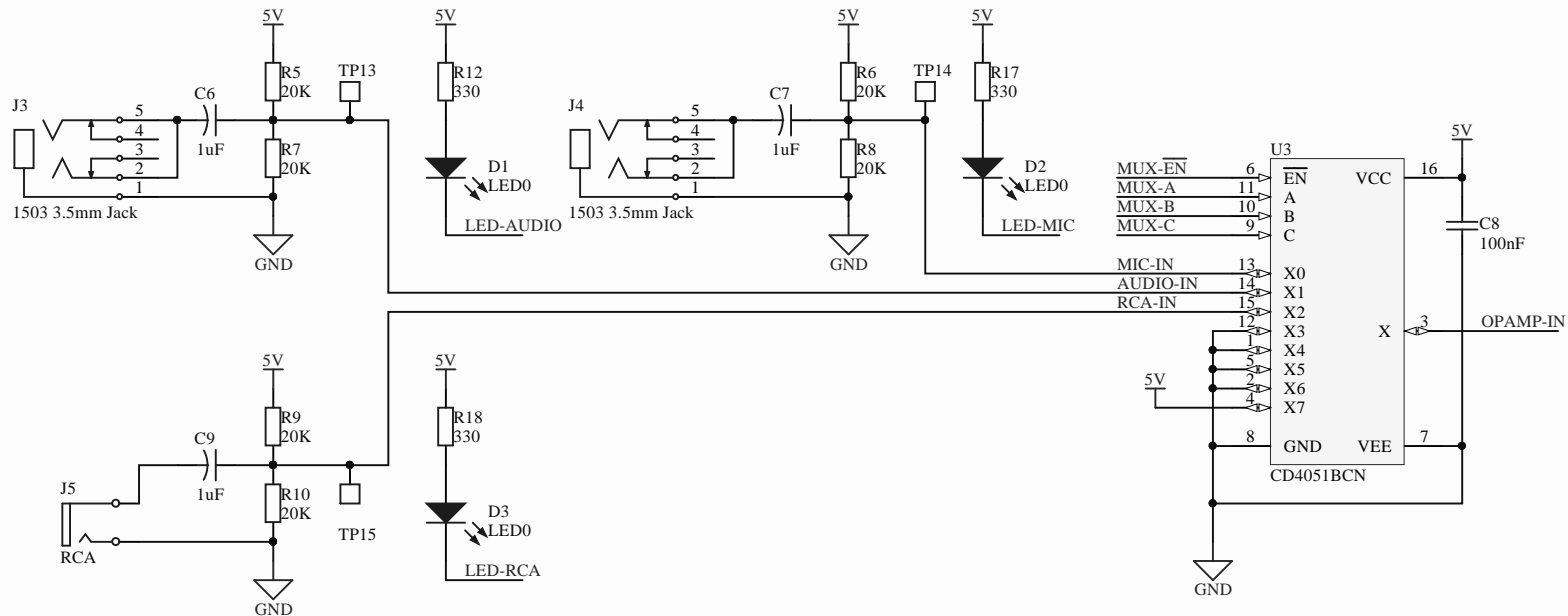 5V
5V
5V
5V
R5
20K
TP13
R12
330
R6
20K
TP14
R17
330
J3
C6
1uF
5
4
3
2
1
R7
20K
D1
LED0
J4
C7
1uF
5
4
3
2
1
R8
20K
D2
LED0
1503 3.5mm Jack
LED-AUDIO
1503 3.5mm Jack
LED-MIC
GND
GND
5V
U3
MUX-EN
6
EN
VCC
16
MUX-A
11
A
MUX-B
10
B
MUX-C
9
C
C8
100nF
MIC-IN
13
X0
AUDIO-IN
14
X1
RCA-IN
15
X2
12
X3
X
3
OPAMP-IN
1
X4
5
X5
2
X6
5V
4
X7
8
GND
VEE
7
CD4051BCN
GND
5V
5V
R9
20K
R18
330
C9
1uF
J5
R10
20K
RCA
TP15
D3
LED0
LED-RCA
GND